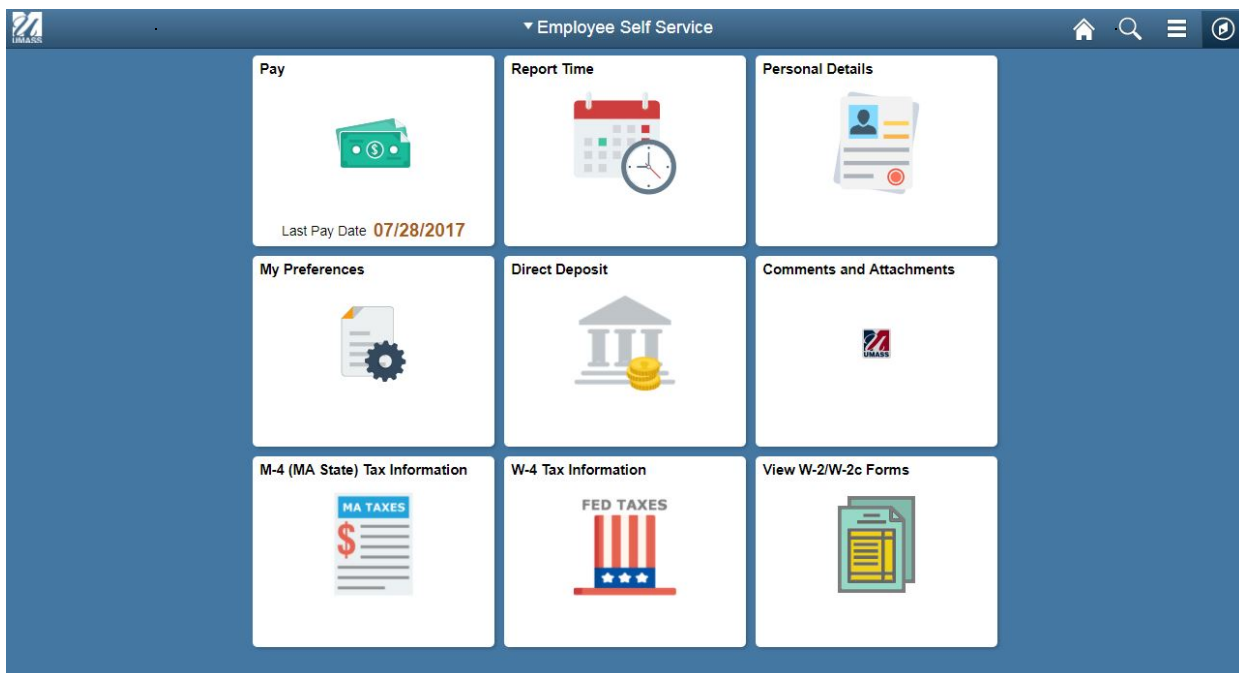 UMASS
Employee Self Service
Pay
Last Pay Date 07/28/2017
Report Time
Personal Details
My Preferences
Direct Deposit
Comments and Attachments
UMASS
M-4 (MA State) Tax Information
MA TAXES
$
W-4 Tax Information
FED TAXES
View W-2/W-2c Forms